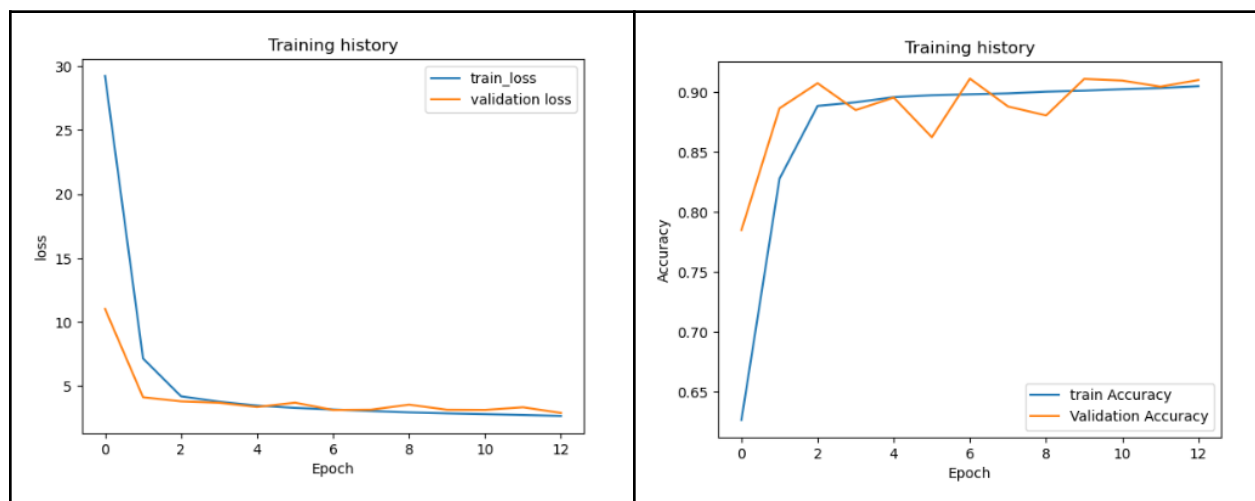 Training history
30
25
20
15
10
5
loss
train_loss
validation loss
0 2 4 6 8 10 12
Epoch
Training history
0.90
0.85
0.80
0.75
0.70
0.65
Accuracy
train Accuracy
Validation Accuracy
0 2 4 6 8 10 12
Epoch